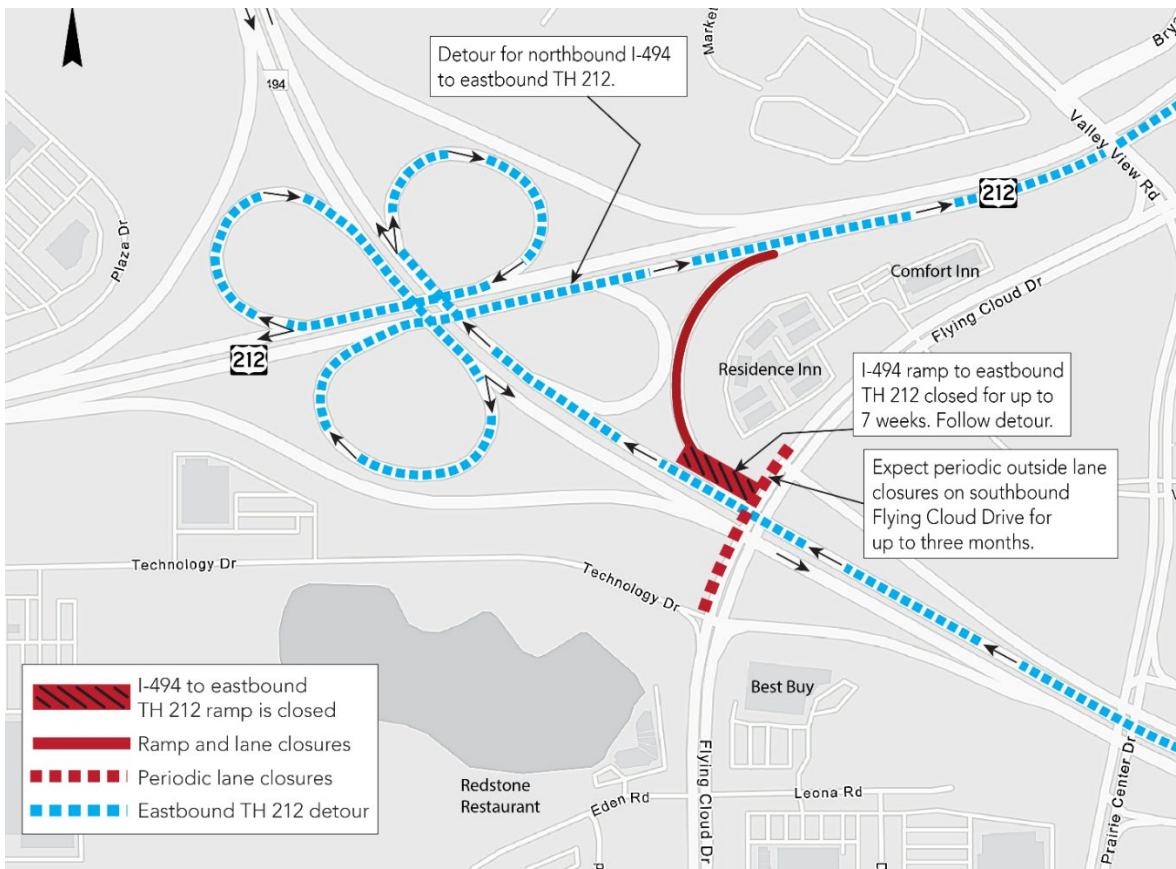 Market
Bry
Detour for northbound I-494
to eastbound TH 212.
494
Valley View Rd
212
Plaza Dr
Comfort Inn
Flying Cloud Dr
212
Residence Inn
I-494 ramp to eastbound
TH 212 closed for up to
7 weeks. Follow detour.
Expect periodic outside lane
closures on southbound
Flying Cloud Drive for
up to three months.
Technology Dr
Technology Dr
I-494 to eastbound
TH 212 ramp is closed
Ramp and lane closures
Periodic lane closures
Eastbound TH 212 detour
Best Buy
Redstone
Restaurant
Flying Cloud Dr
Eden Rd
Leona Rd
Prairie Center Dr